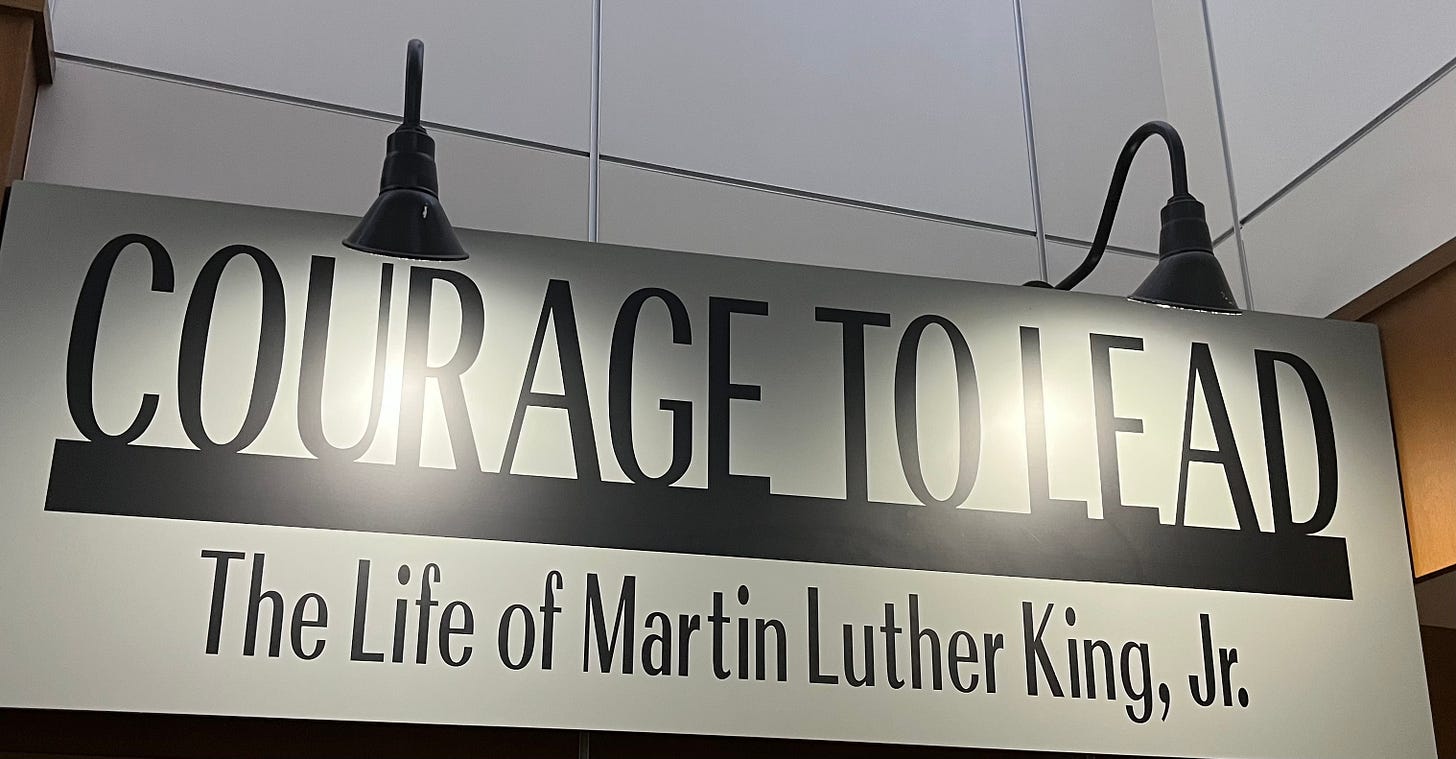 COURAGE TO LEAD
The Life of Martin Luther King, Jr.